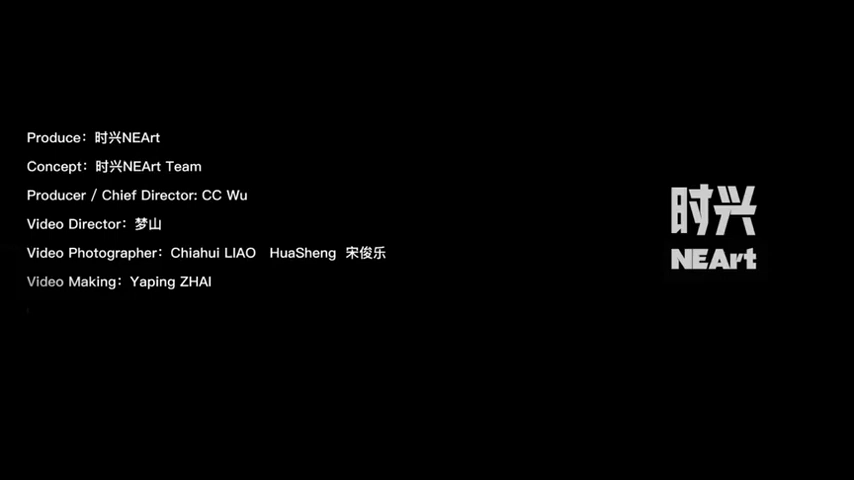 Produce：时兴NEArt
Concept：时兴NEArt Team
Producer / Chief Director: CC Wu
Video Director：梦山
Video Photographer：Chiahui LIAO HuaSheng 宋俊乐
Video Making：Yaping ZHAI
时兴
NEArt